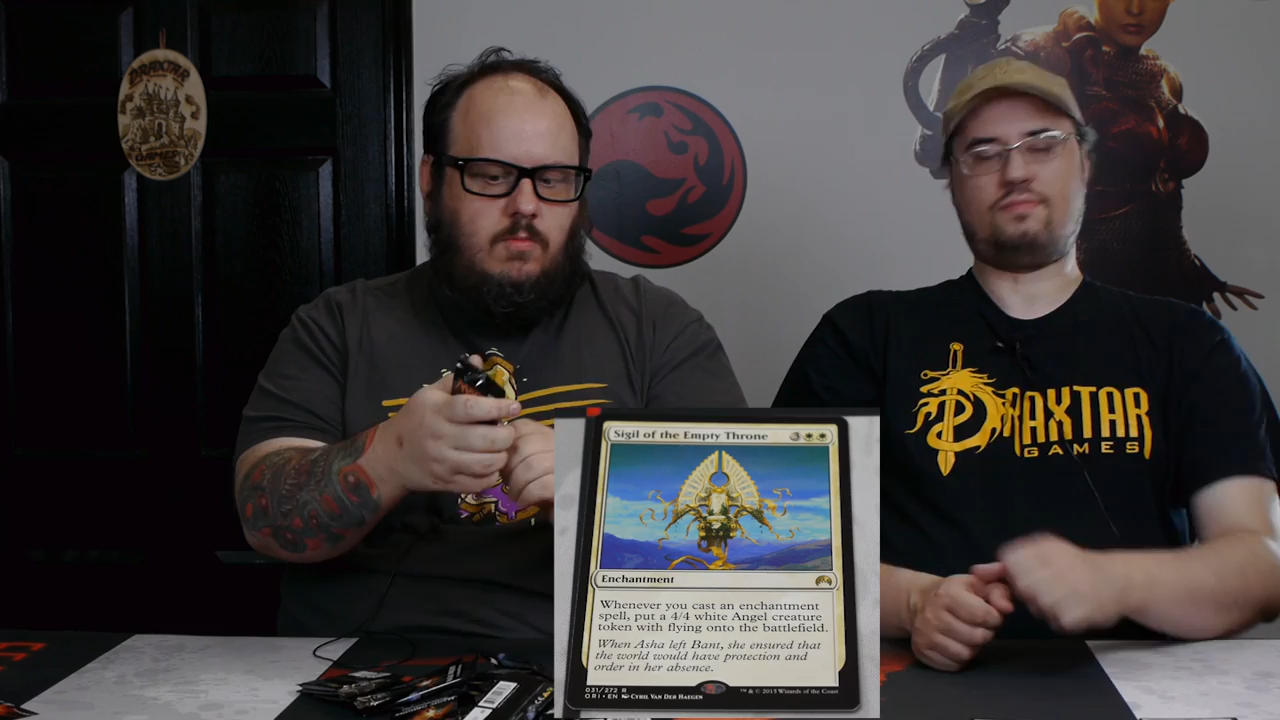 DRAXTAR
GAMES
DRAXTAR
GAMES
Sigil of the Empty Throne 3
Enchantment
Whenever you cast an enchantment
spell, put a 4/4 white Angel creature
token with flying onto the battlefield.
When Asha left Bant, she ensured that
the world would have protection and
order in her absence.
031/272 R
ORI • EN Cyril Van Der Haegen
™ & © 2015 Wizards of the Coast